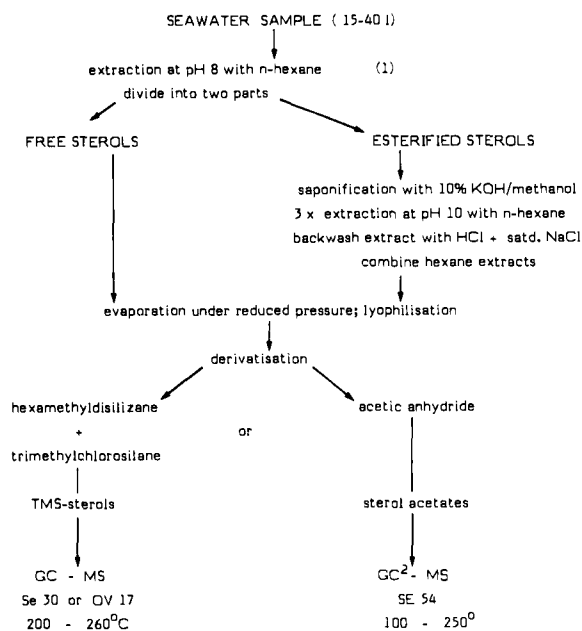 SEAWATER SAMPLE (15-40 l)
extraction at pH 8 with n-hexane (1)
divide into two parts
FREE STEROLS
ESTERIFIED STEROLS
saponification with 10% KOH/methanol
3 x extraction at pH 10 with n-hexane
backwash extract with HCl + satd. NaCl
combine hexane extracts
evaporation under reduced pressure; lyophilisation
derivatisation
hexamethyldisilizane
+
trimethylchlorosilane
or
acetic anhydride
TMS-sterols
sterol acetates
GC - MS
Se 30 or OV 17
200 - 260°C
GC² - MS
SE 54
100 - 250°